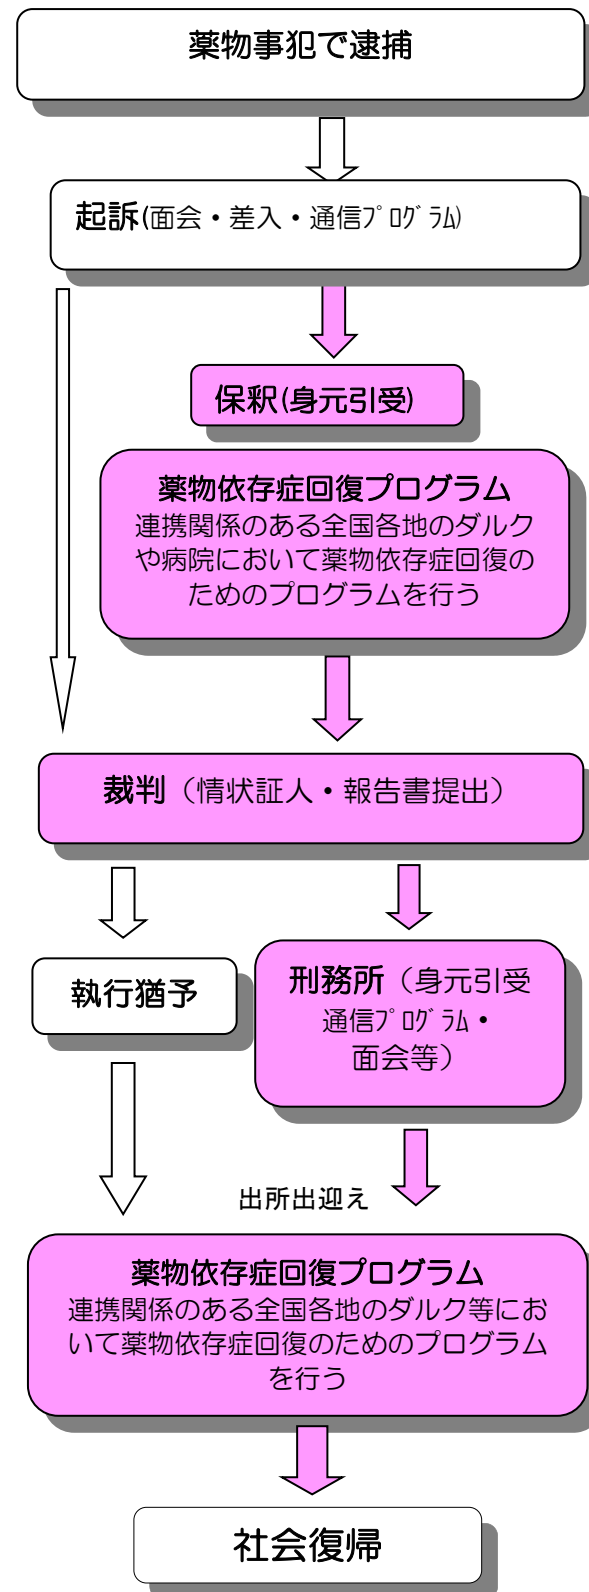 薬物事犯で逮捕
起訴(面会・差入・通信ﾌﾟﾛｸﾞﾗﾑ)
保釈(身元引受)
薬物依存症回復プログラム
連携関係のある全国各地のダルク
や病院において薬物依存症回復の
ためのプログラムを行う
裁判（情状証人・報告書提出）
執行猶予
刑務所（身元引受
通信ﾌﾟﾛｸﾞﾗﾑ・
面会等）
出所出迎え
薬物依存症回復プログラム
連携関係のある全国各地のダルク等にお
いて薬物依存症回復のためのプログラム
を行う
社会復帰